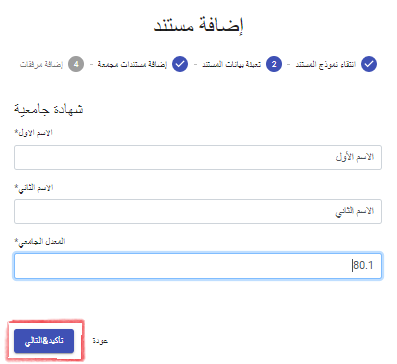 إضافة مستند
انتقاء نموذج المستند - 2 تعبئة بيانات المستند - إضافة مستندات مجمعة - 4 إضافة مرفقات
شهادة جامعية
الاسم الاول*
الاسم الأول
الاسم الثاني*
الاسم الثاني
المعدل الجامعي*
80.1
عودة تأكيد&التالي